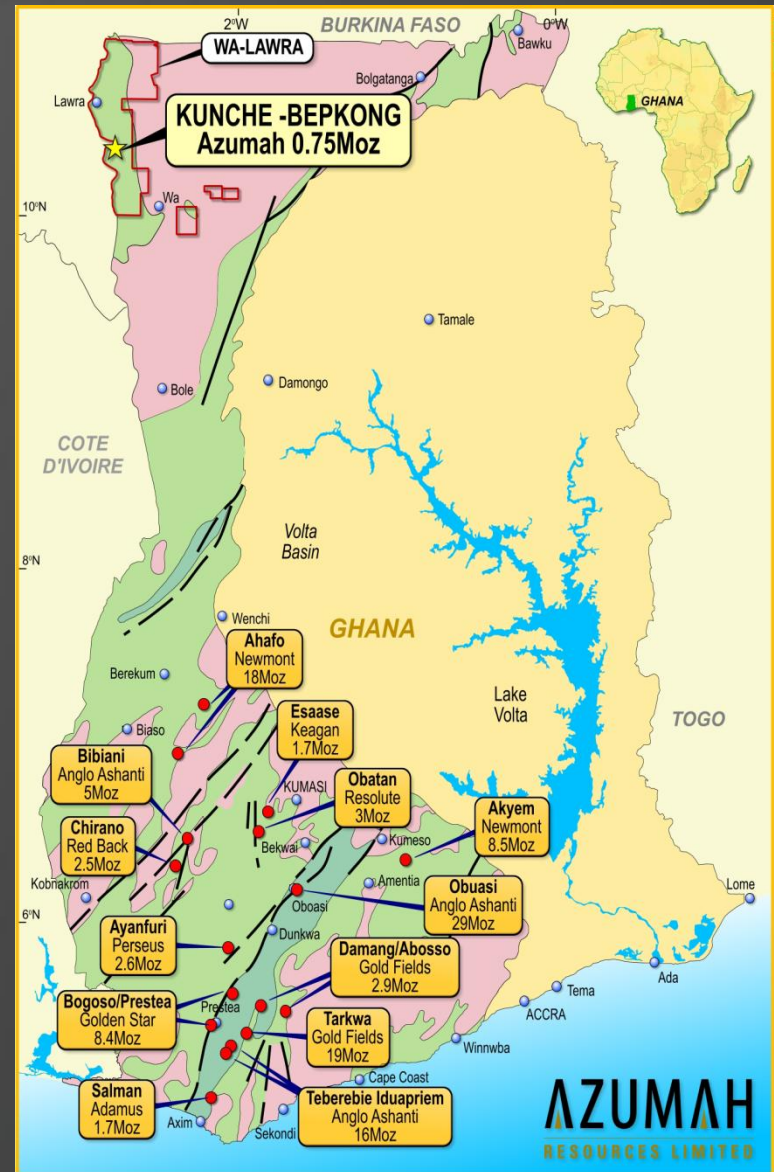 2°W
BURKINA FASO
0°W
Bawku
WA-LAWRA
Bolgatanga
Lawra
GHANA
KUNCHE -BEPKONG
Azumah 0.75Moz
Wa
10°N
Tamale
Bole
Damongo
COTE
D'IVOIRE
Volta
Basin
8°N
Wenchi
GHANA
Ahafo
Newmont
18Moz
Berekum
Lake
Volta
Esaase
Keagan
1.7Moz
TOGO
Biaso
Bibiani
Anglo Ashanti
5Moz
KUMASI
Obatan
Resolute
3Moz
Akyem
Newmont
8.5Moz
Chirano
Red Back
2.5Moz
Bekwai
Kumeso
Kobnakrom
Amentia
Obuasi
Anglo Ashanti
29Moz
Lome
Oboasi
6°N
Ayanfuri
Perseus
2.6Moz
Dunkwa
Damang/Abosso
Gold Fields
2.9Moz
Ada
Tema
ACCRA
Bogoso/Prestea
Golden Star
8.4Moz
Prestea
Tarkwa
Gold Fields
19Moz
Winnwba
Cape Coast
Salman
Adamus
1.7Moz
Teberebie Iduapriem
Anglo Ashanti
16Moz
Axim
Sekondi
AZUMAH
RESOURCES LIMITED